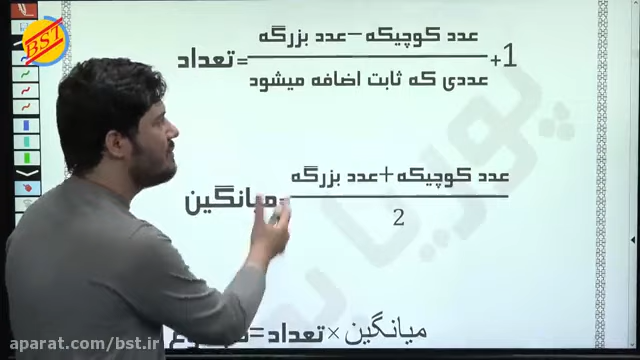 BST
عدد بزرگه−عدد کوچیکه
تعداد=
+1
عددی که ثابت اضافه میشود
عدد بزرگه+عدد کوچیکه
میانگین=
2
=تعداد×میانگین
aparat.com/bst.ir